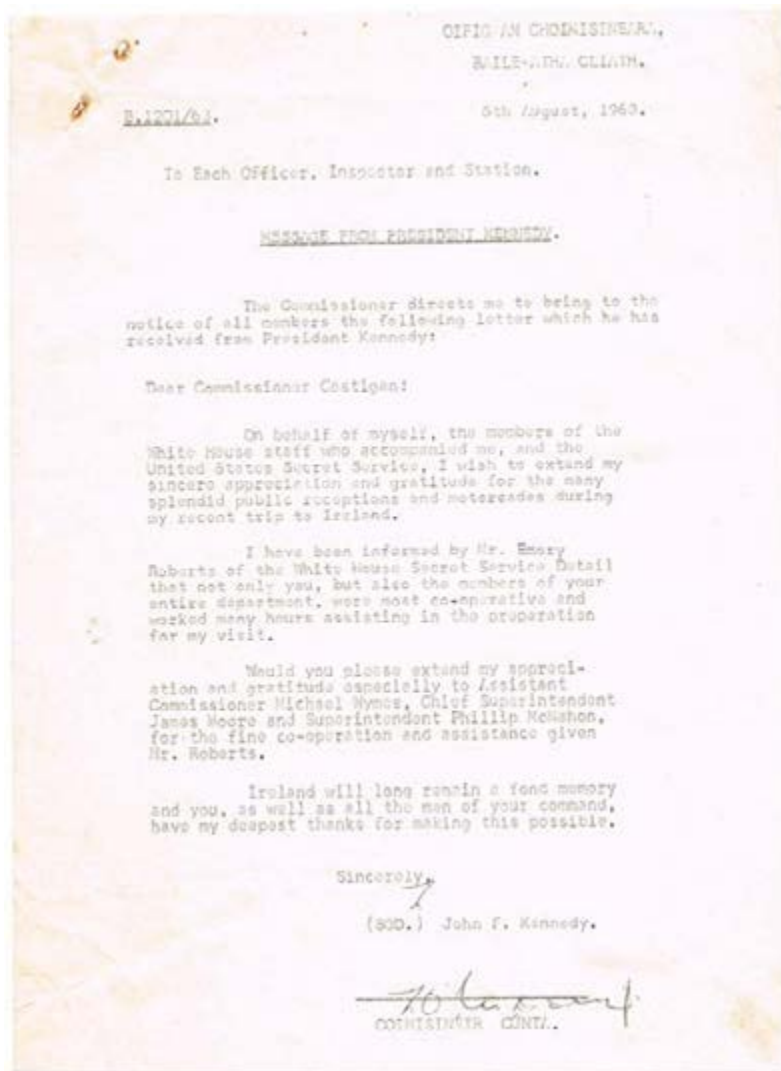 OIFIG AN CHOIMISINEARA,
BAILE-ATHA CLIATH.
B.1201/63.
6th August, 1963.
To Each Officer, Inspector and Station.
MESSAGE FROM PRESIDENT KENNEDY.
The Commissioner directs me to bring to the
notice of all members the following letter which he has
received from President Kennedy:
Dear Commissioner Costigan:
On behalf of myself, the members of the
White House staff who accompanied me, and the
United States Secret Service, I wish to extend my
sincere appreciation and gratitude for the many
splendid public receptions and motorcades during
my recent trip to Ireland.
I have been informed by Mr. Emory
Roberts of the White House Secret Service Detail
that not only you, but also the members of your
entire department, were most co-operative and
worked many hours assisting in the preparation
for my visit.
Would you please extend my appreci-
ation and gratitude especially to Assistant
Commissioner Michael Wymes, Chief Superintendent
James Moore and Superintendent Phillip McMahon,
for the fine co-operation and assistance given
Mr. Roberts.
Ireland will long remain a fond memory
and you, as well as all the men of your command,
have my deepest thanks for making this possible.
Sincerely,
(SGD.) John F. Kennedy.
COIMISINEIR CUNTA.